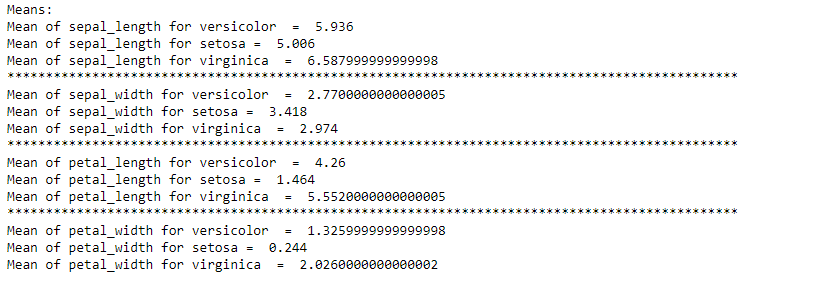 Means:
Mean of sepal_length for versicolor  =  5.936
Mean of sepal_length for setosa =  5.006
Mean of sepal_length for virginica  =  6.587999999999998
***********************************************************************************************
Mean of sepal_width for versicolor  =  2.7700000000000005
Mean of sepal_width for setosa =  3.418
Mean of sepal_width for virginica  =  2.974
***********************************************************************************************
Mean of petal_length for versicolor  =  4.26
Mean of petal_length for setosa =  1.464
Mean of petal_length for virginica  =  5.5520000000000005
***********************************************************************************************
Mean of petal_width for versicolor  =  1.3259999999999998
Mean of petal_width for setosa =  0.244
Mean of petal_width for virginica  =  2.0260000000000002